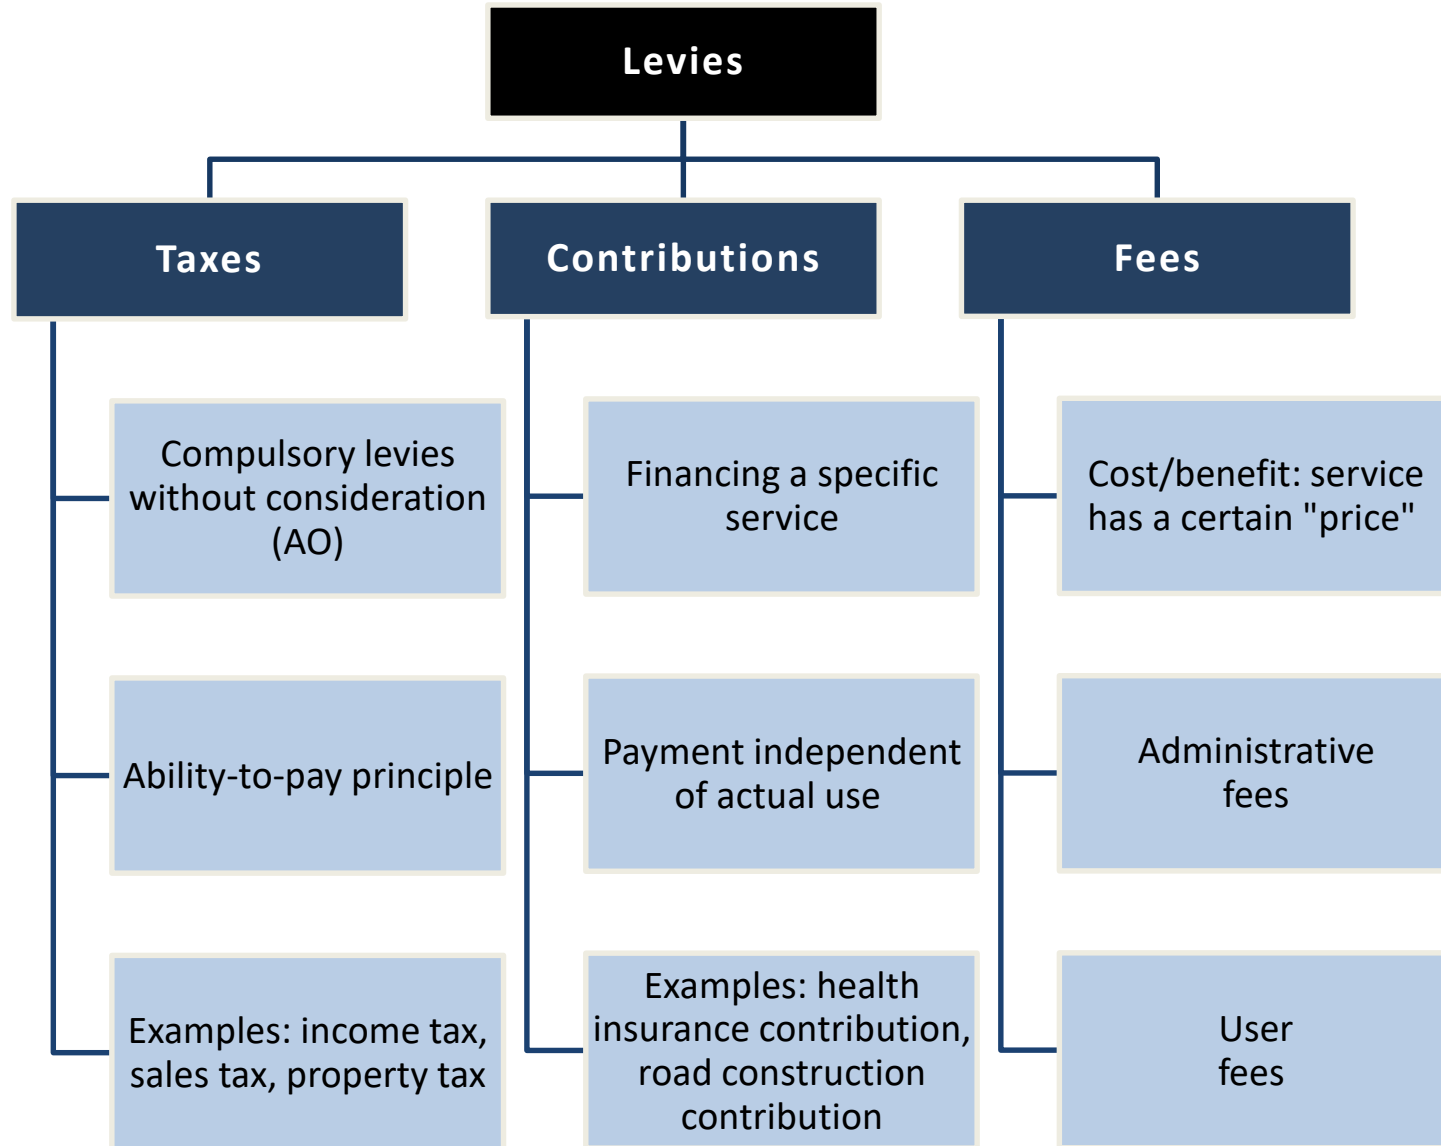 Levies
Taxes
Contributions
Fees
Compulsory levies
without consideration
(AO)
Financing a specific
service
Cost/benefit: service
has a certain "price"
Ability-to-pay principle
Payment independent
of actual use
Administrative
fees
Examples: income tax,
sales tax, property tax
Examples: health
insurance contribution,
road construction
contribution
User
fees